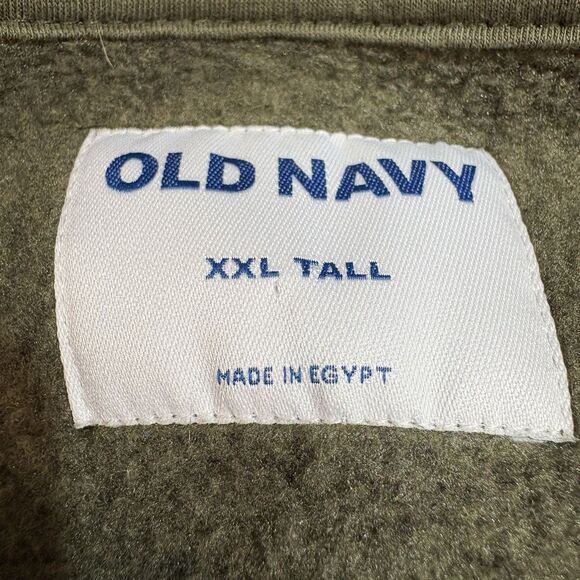 OLD NAVY
XXL TALL
MADE IN EGYPT